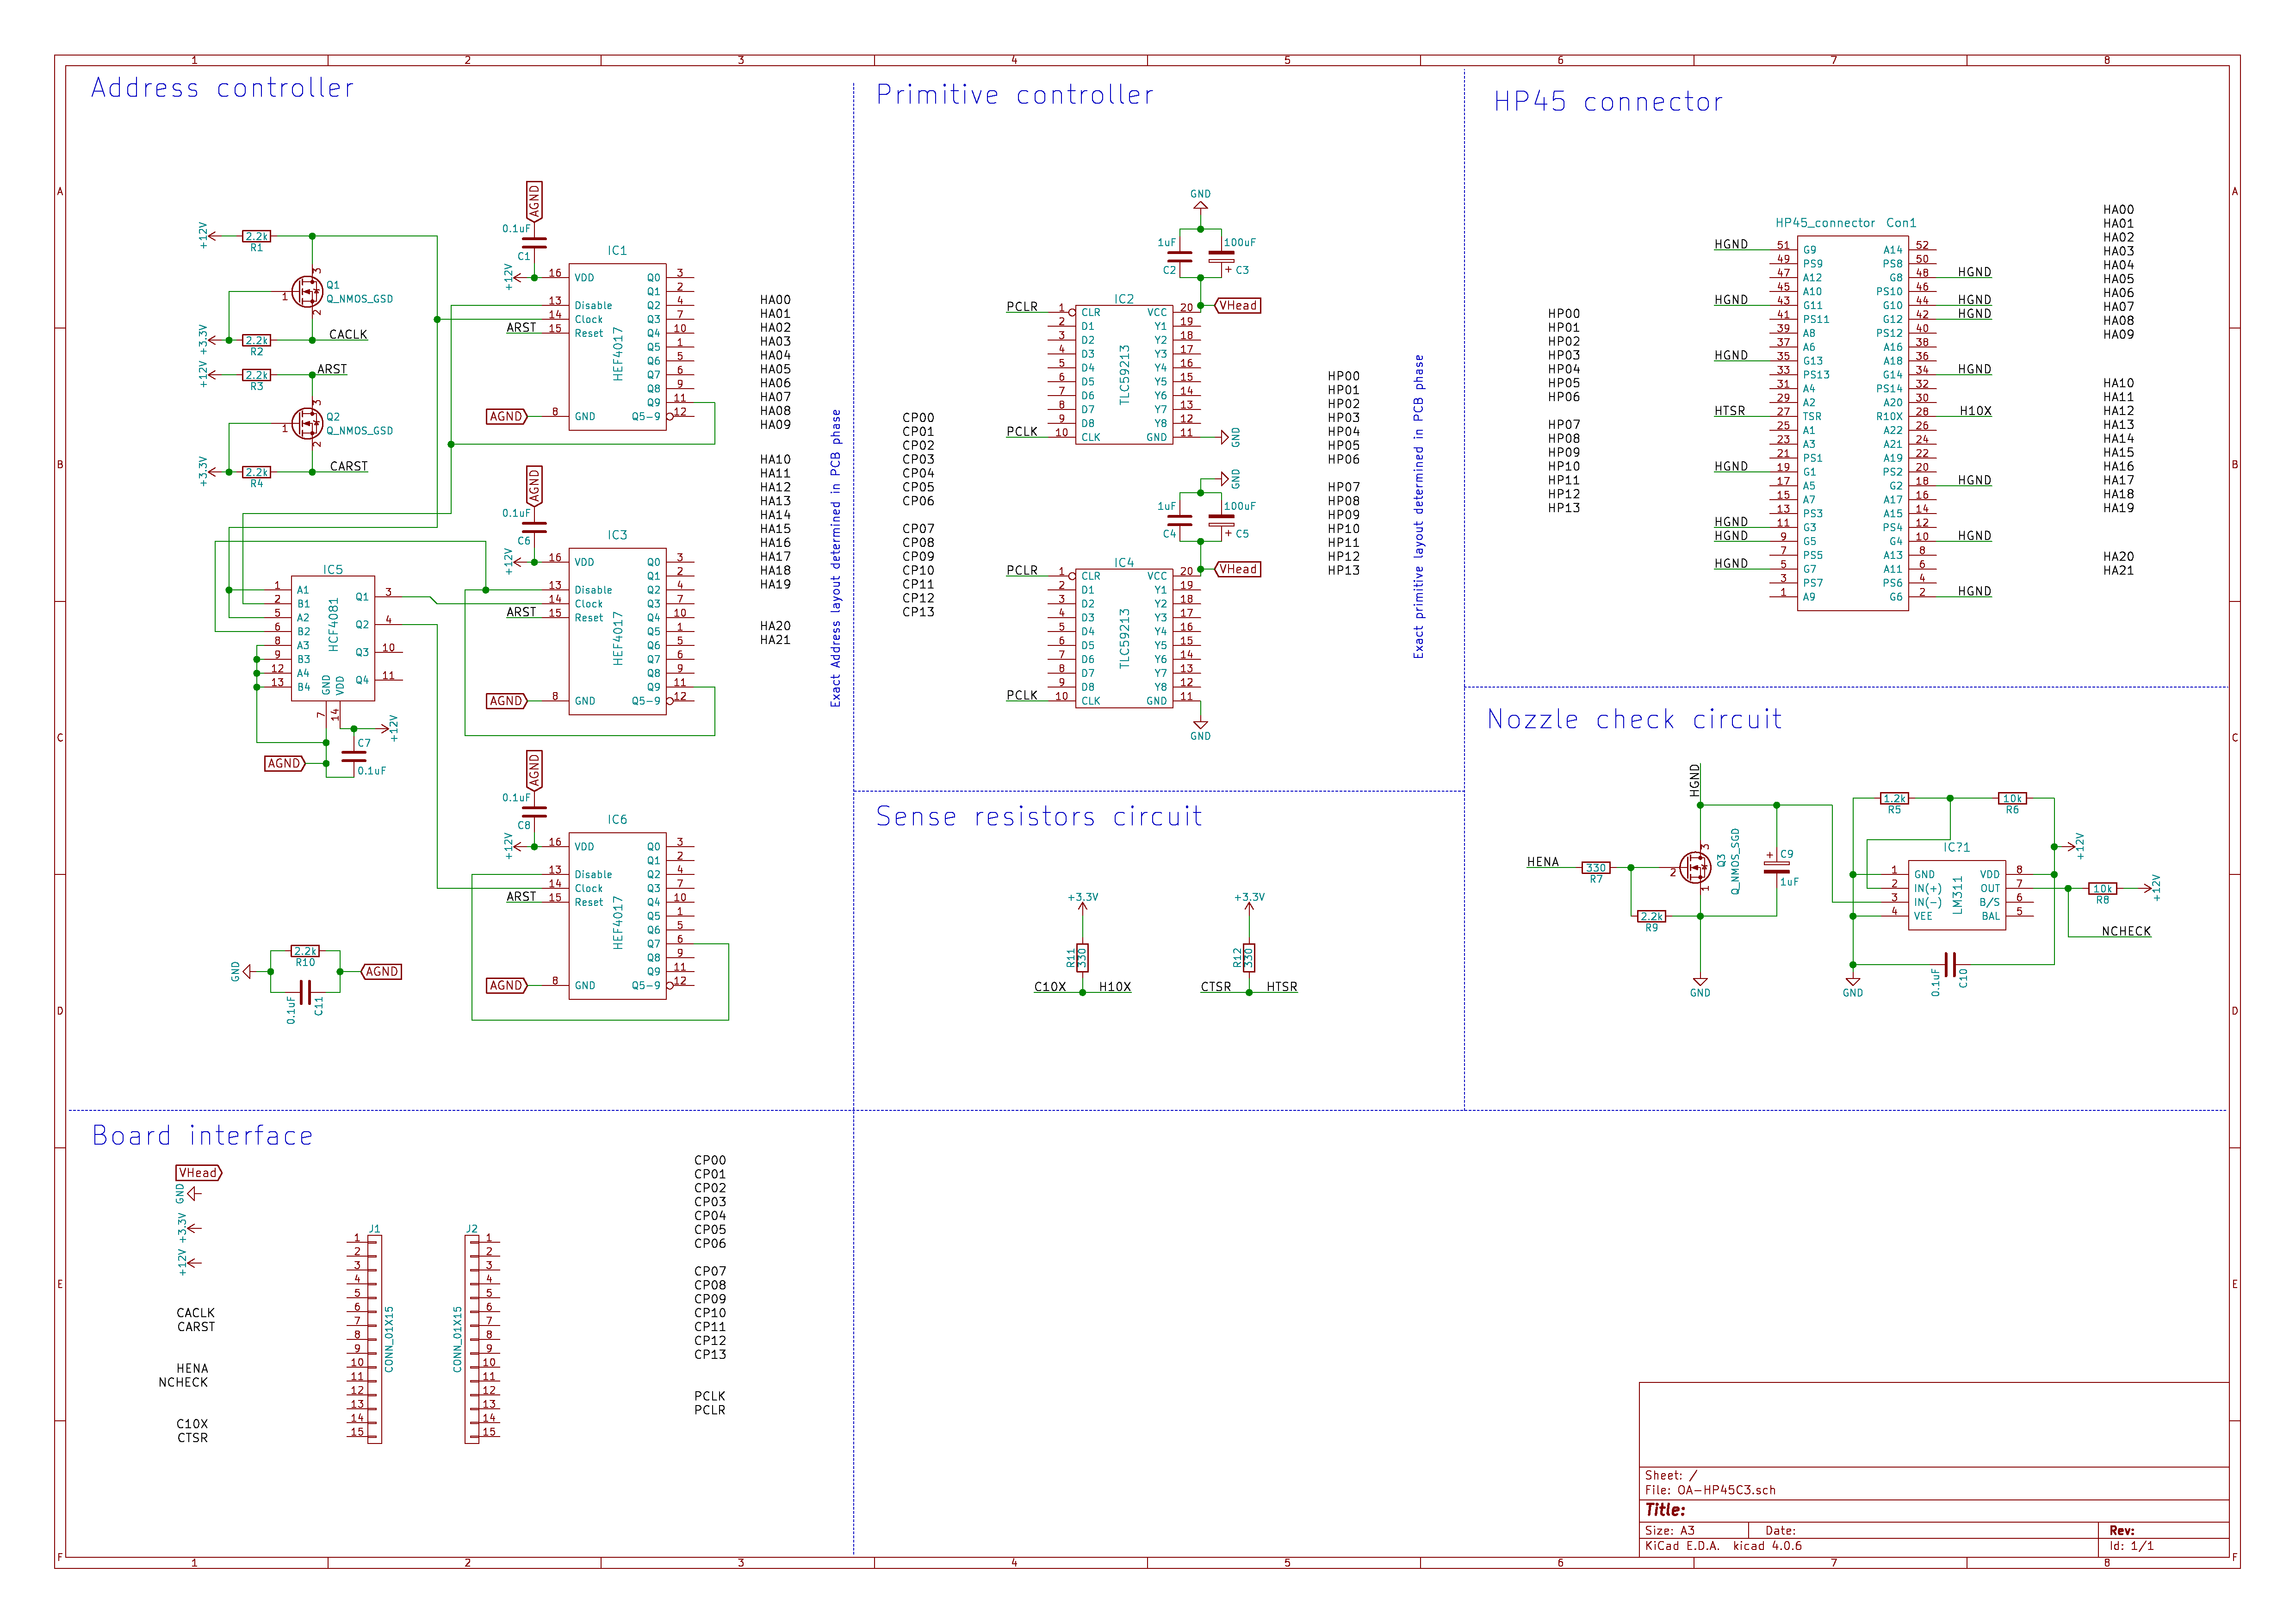 Address controller
+12V
2.2k
R1
Q1
Q_NMOS_GSD
1
2
3
+3.3V
2.2k
R2
CACLK
+12V
2.2k
R3
ARST
Q2
Q_NMOS_GSD
1
2
3
+3.3V
2.2k
R4
CARST
AGND
0.1uF
C1
+12V
IC1
HEF4017
16 VDD
13 Disable
14 Clock
ARST 15 Reset
AGND 8 GND
Q0 3
Q1 2
Q2 4
Q3 7
Q4 10
Q5 1
Q6 5
Q7 6
Q8 9
Q9 11
Q5-9 12
AGND
0.1uF
C6
+12V
IC3
HEF4017
16 VDD
13 Disable
14 Clock
ARST 15 Reset
AGND 8 GND
Q0 3
Q1 2
Q2 4
Q3 7
Q4 10
Q5 1
Q6 5
Q7 6
Q8 9
Q9 11
Q5-9 12
IC5
HCF4081
1 A1
2 B1
5 A2
6 B2
8 A3
9 B3
12 A4
13 B4
Q1 3
Q2 4
Q3 10
Q4 11
GND 7
VDD 14
+12V
C7
0.1uF
AGND
AGND
0.1uF
C8
+12V
IC6
HEF4017
16 VDD
13 Disable
14 Clock
ARST 15 Reset
AGND 8 GND
Q0 3
Q1 2
Q2 4
Q3 7
Q4 10
Q5 1
Q6 5
Q7 6
Q8 9
Q9 11
Q5-9 12
GND
2.2k
R10
0.1uF
C11
AGND
HA00
HA01
HA02
HA03
HA04
HA05
HA06
HA07
HA08
HA09
HA10
HA11
HA12
HA13
HA14
HA15
HA16
HA17
HA18
HA19
HA20
HA21
Exact Address layout determined in PCB phase
Primitive controller
GND
1uF
C2
100uF
C3
+
VHead
IC2
TLC59213
PCLR 1 CLR
2 D1
3 D2
4 D3
5 D4
6 D5
7 D6
8 D7
9 D8
PCLK 10 CLK
VCC 20
Y1 19
Y2 18
Y3 17
Y4 16
Y5 15
Y6 14
Y7 13
Y8 12
GND 11
GND
GND
1uF
C4
100uF
C5
+
VHead
IC4
TLC59213
PCLR 1 CLR
2 D1
3 D2
4 D3
5 D4
6 D5
7 D6
8 D7
9 D8
PCLK 10 CLK
VCC 20
Y1 19
Y2 18
Y3 17
Y4 16
Y5 15
Y6 14
Y7 13
Y8 12
GND 11
GND
CP00
CP01
CP02
CP03
CP04
CP05
CP06
CP07
CP08
CP09
CP10
CP11
CP12
CP13
HP00
HP01
HP02
HP03
HP04
HP05
HP06
HP07
HP08
HP09
HP10
HP11
HP12
HP13
Exact primitive layout determined in PCB phase
HP45 connector
HP45_connector Con1
HGND 51 G9
49 PS9
47 A12
45 A10
HGND 43 G11
41 PS11
39 A8
37 A6
HGND 35 G13
33 PS13
31 A4
29 A2
HTSR 27 TSR
25 A1
23 A3
21 PS1
HGND 19 G1
17 A5
15 A7
13 PS3
HGND 11 G3
HGND 9 G5
7 PS5
HGND 5 G7
3 PS7
1 A9
A14 52
PS8 50
G8 48 HGND
PS10 46
G10 44 HGND
G12 42 HGND
PS12 40
A16 38
A18 36
G14 34 HGND
PS14 32
A20 30
R10X 28 H10X
A22 26
A21 24
A19 22
PS2 20
G2 18 HGND
A17 16
A15 14
PS4 12
G4 10 HGND
A13 8
A11 6
PS6 4
G6 2 HGND
HP00
HP01
HP02
HP03
HP04
HP05
HP06
HP07
HP08
HP09
HP10
HP11
HP12
HP13
HA00
HA01
HA02
HA03
HA04
HA05
HA06
HA07
HA08
HA09
HA10
HA11
HA12
HA13
HA14
HA15
HA16
HA17
HA18
HA19
HA20
HA21
Sense resistors circuit
+3.3V
R11
330
C10X H10X
+3.3V
R12
330
CTSR HTSR
Nozzle check circuit
HGND
HENA
330
R7
2.2k
R9
Q3
Q_NMOS_SGD
1
2
3
+
C9
1uF
GND
1.2k
R5
10k
R6
+12V
IC?1
LM311
1 GND
2 IN(+)
3 IN(-)
4 VEE
VDD 8
OUT 7
B/S 6
BAL 5
10k
R8
+12V
NCHECK
0.1uF
C10
GND
Board interface
VHead
GND
+3.3V
+12V
CACLK
CARST
HENA
NCHECK
C10X
CTSR
J1
CONN_01X15
1
2
3
4
5
6
7
8
9
10
11
12
13
14
15
J2
CONN_01X15
1
2
3
4
5
6
7
8
9
10
11
12
13
14
15
CP00
CP01
CP02
CP03
CP04
CP05
CP06
CP07
CP08
CP09
CP10
CP11
CP12
CP13
PCLK
PCLR
Sheet: /
File: OA-HP45C3.sch
Title:
Size: A3 Date: Rev:
KiCad E.D.A. kicad 4.0.6 Id: 1/1
1 2 3 4 5 6 7 8
A B C D E F
1 2 3 4 5 6 7 8
A B C D E F